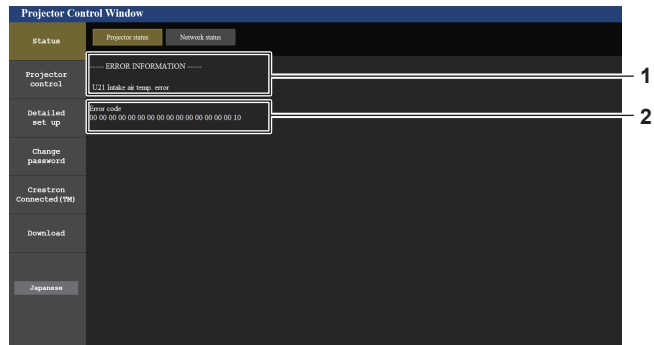 Projector Control Window
Status
Projector status
Network status
----- ERROR INFORMATION -----
U21 Intake air temp. error
1
Error code
00 00 00 00 00 00 00 00 00 00 00 00 00 00 00 10
2
Projector
control
Detailed
set up
Change
password
Crestron
Connected(TM)
Download
Japanese